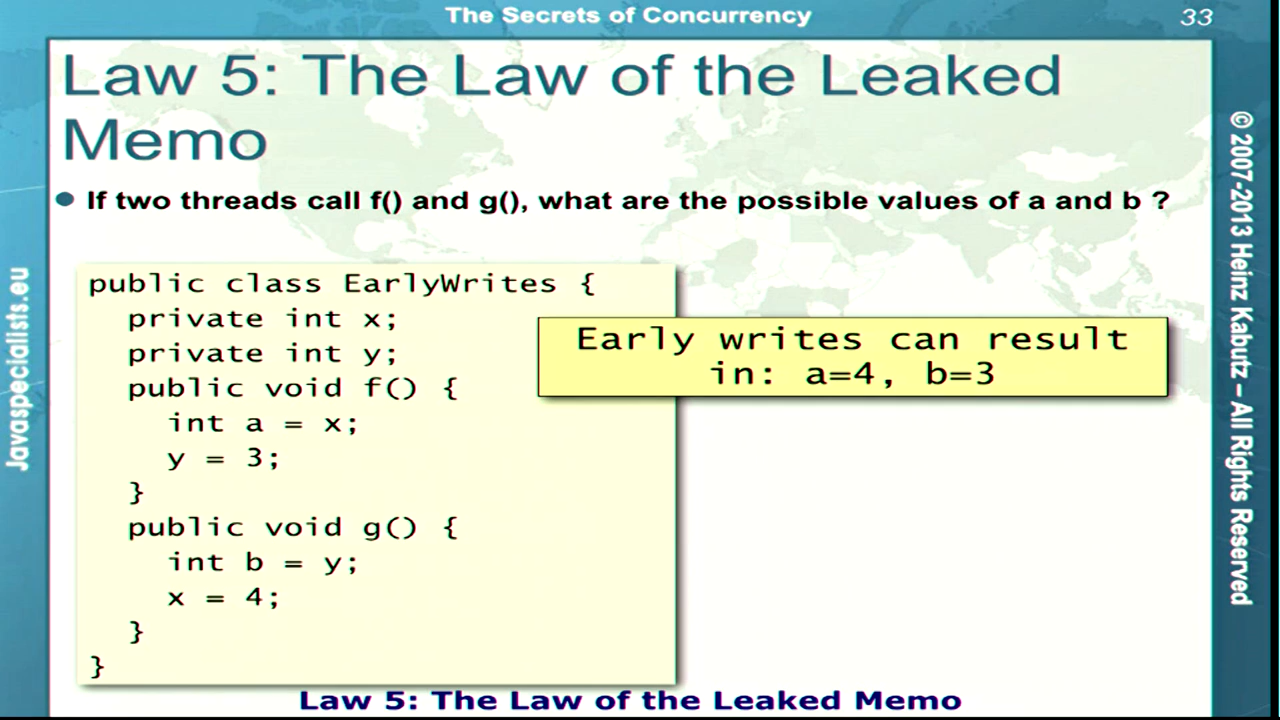 The Secrets of Concurrency
33
Law 5: The Law of the Leaked
Memo
If two threads call f() and g(), what are the possible values of a and b ?
public class EarlyWrites {
private int x;
private int y;
public void f() {
int a = x;
y = 3;
}
public void g() {
int b = y;
x = 4;
}
}
Early writes can result
in: a=4, b=3
Javaspecialists.eu
© 2007-2013 Heinz Kabutz – All Rights Reserved
Law 5: The Law of the Leaked Memo